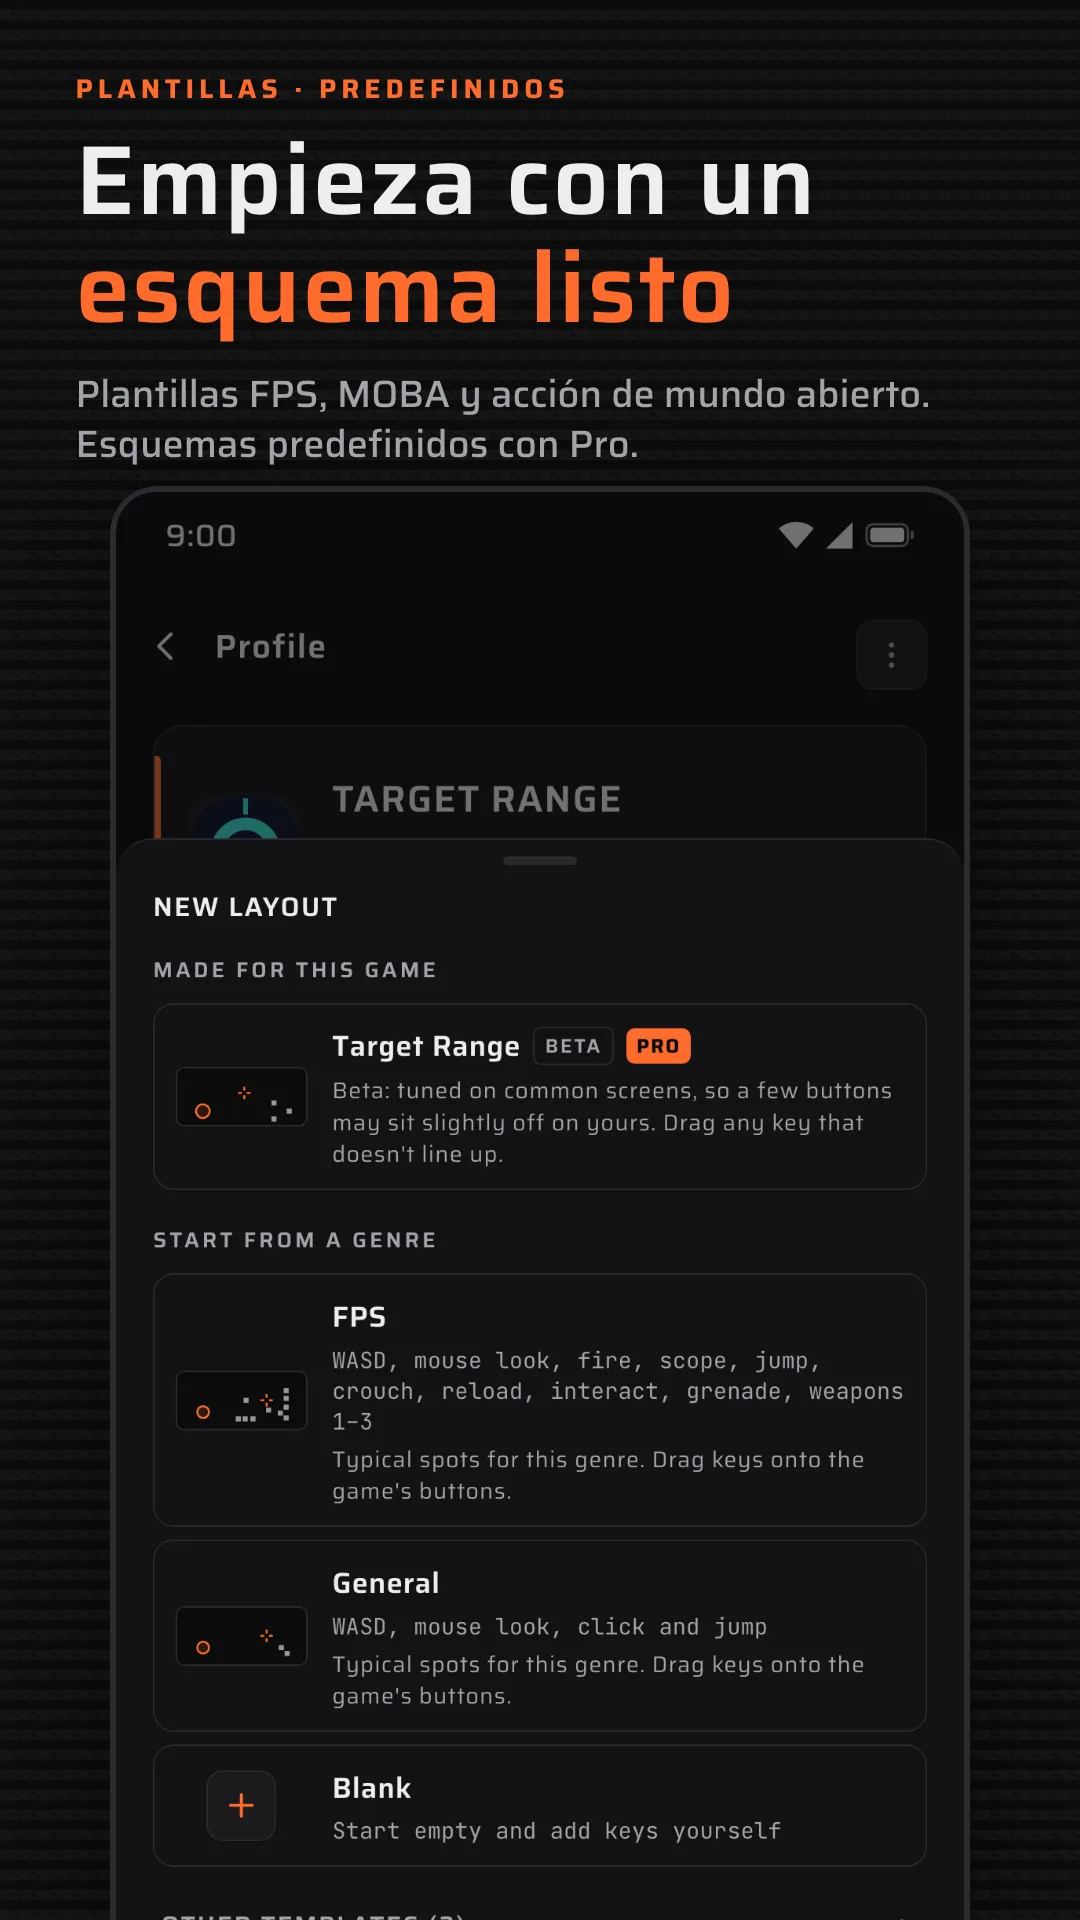 PLANTILLAS · PREDEFINIDOS
Empieza con un
esquema listo
Plantillas FPS, MOBA y acción de mundo abierto.
Esquemas predefinidos con Pro.
9:00
Profile
TARGET RANGE
NEW LAYOUT
MADE FOR THIS GAME
Target Range BETA PRO
Beta: tuned on common screens, so a few buttons
may sit slightly off on yours. Drag any key that
doesn't line up.
START FROM A GENRE
FPS
WASD, mouse look, fire, scope, jump,
crouch, reload, interact, grenade, weapons
1–3
Typical spots for this genre. Drag keys onto the
game's buttons.
General
WASD, mouse look, click and jump
Typical spots for this genre. Drag keys onto the
game's buttons.
Blank
Start empty and add keys yourself
OTHER TEMPLATES